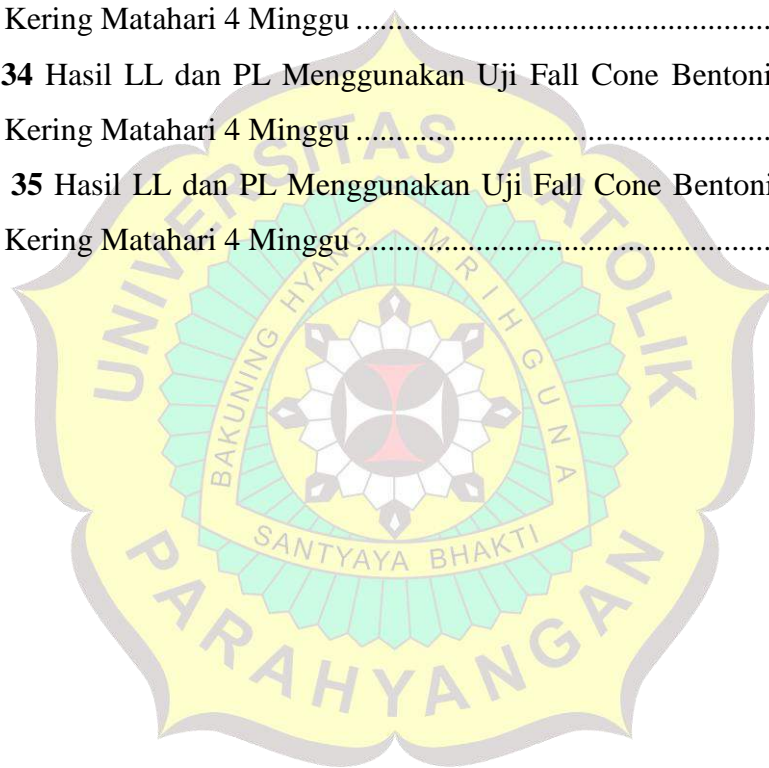 Kering Matahari 4 Minggu ....................................................
34 Hasil LL dan PL Menggunakan Uji Fall Cone Bentoni
Kering Matahari 4 Minggu ....................................................
35 Hasil LL dan PL Menggunakan Uji Fall Cone Bentoni
Kering Matahari 4 Minggu ....................................................
UNIVERSITAS KATOLIK
BAKUNING HYANG MRIHGUNA
SANTYAYA BHAKTI
PARAHYANGAN